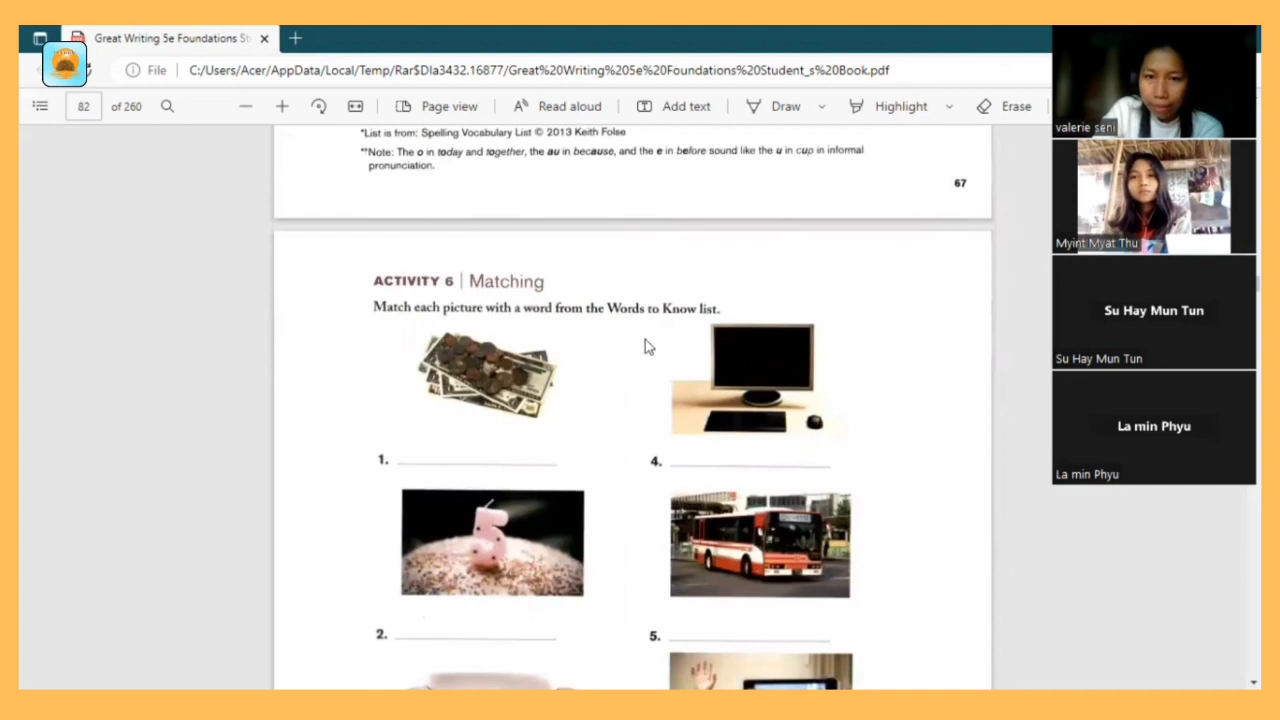 Great Writing 5e Foundations St
File
C:/Users/Acer/AppData/Local/Temp/Rar$DIa3432.16877/Great%20Writing%205e%20Foundations%20Student_s%20Book.pdf
82 of 260
Page view
Read aloud
Add text
Draw
Highlight
Erase
*List is from: Spelling Vocabulary List © 2013 Keith Folse
**Note: The o in today and together, the au in because, and the e in before sound like the u in cup in informal
pronunciation.
67
ACTIVITY 6 | Matching
Match each picture with a word from the Words to Know list.
1.
4.
2.
5.
valerie seni
Myint Myat Thu
Su Hay Mun Tun
Su Hay Mun Tun
La min Phyu
La min Phyu